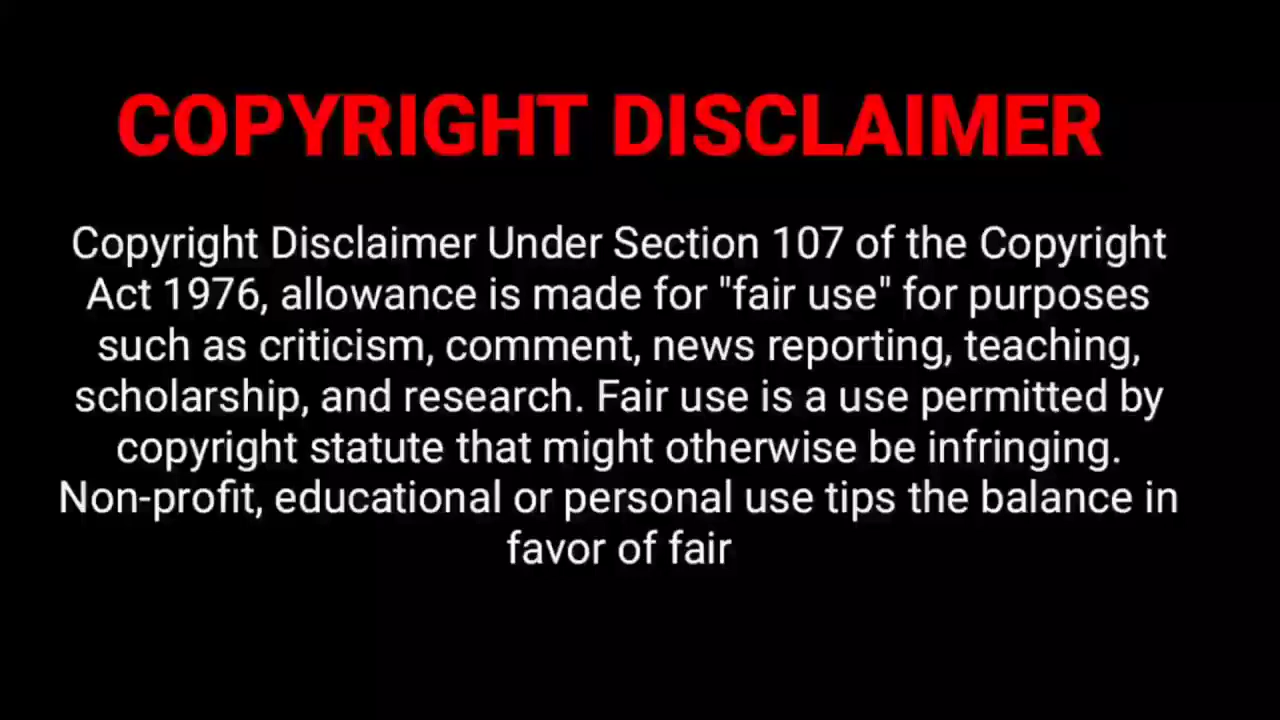 COPYRIGHT DISCLAIMER
Copyright Disclaimer Under Section 107 of the Copyright
Act 1976, allowance is made for "fair use" for purposes
such as criticism, comment, news reporting, teaching,
scholarship, and research. Fair use is a use permitted by
copyright statute that might otherwise be infringing.
Non-profit, educational or personal use tips the balance in
favor of fair